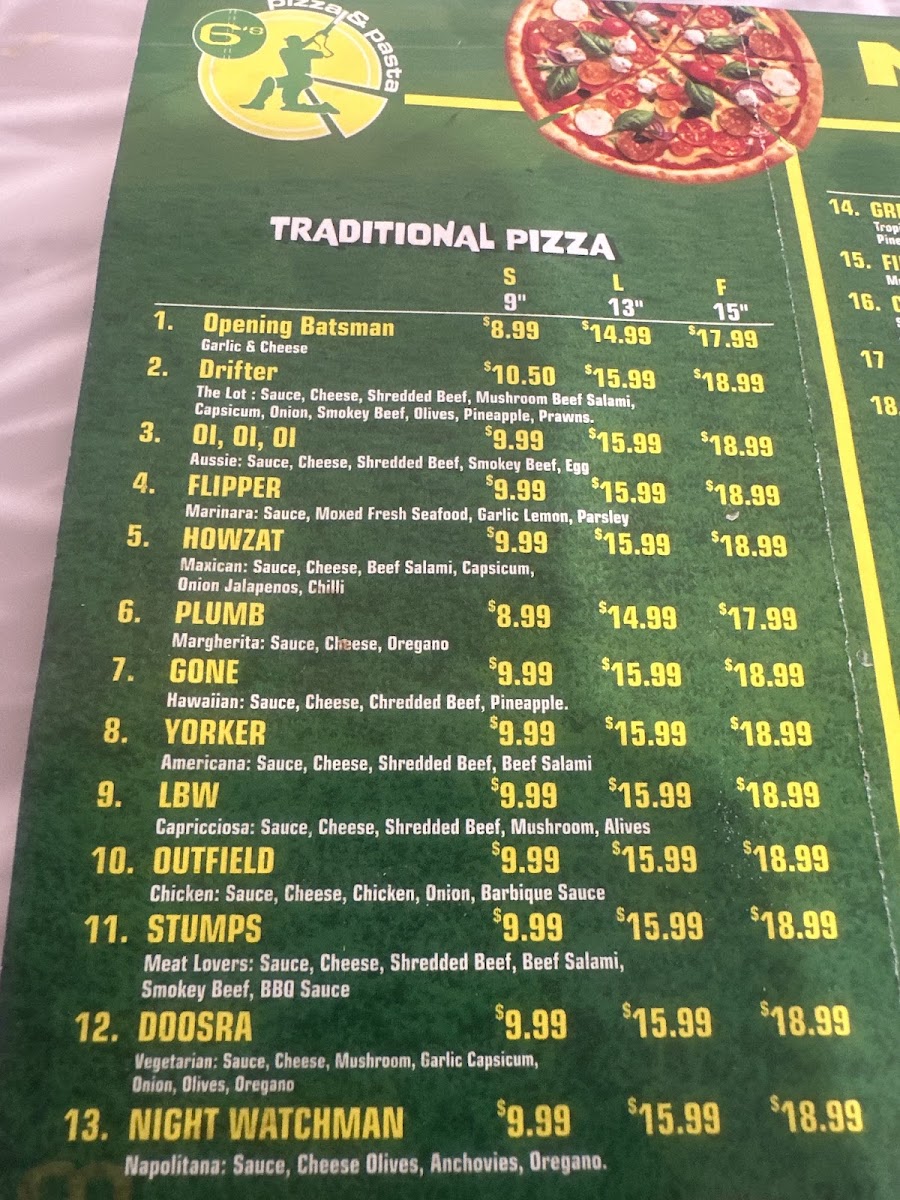 6's
pizza & pasta
TRADITIONAL PIZZA
S L F
9" 13" 15"
1. Opening Batsman $8.99 $14.99 $17.99
Garlic & Cheese
2. Drifter $10.50 $15.99 $18.99
The Lot : Sauce, Cheese, Shredded Beef, Mushroom Beef Salami,
Capsicum, Onion, Smokey Beef, Olives, Pineapple, Prawns.
3. OI, OI, OI $9.99 $15.99 $18.99
Aussie: Sauce, Cheese, Shredded Beef, Smokey Beef, Egg
4. FLIPPER $9.99 $15.99 $18.99
Marinara: Sauce, Moxed Fresh Seafood, Garlic Lemon, Parsley
5. HOWZAT $9.99 $15.99 $18.99
Maxican: Sauce, Cheese, Beef Salami, Capsicum,
Onion Jalapenos, Chilli
6. PLUMB $8.99 $14.99 $17.99
Margherita: Sauce, Cheese, Oregano
7. GONE $9.99 $15.99 $18.99
Hawaiian: Sauce, Cheese, Chredded Beef, Pineapple.
8. YORKER $9.99 $15.99 $18.99
Americana: Sauce, Cheese, Shredded Beef, Beef Salami
9. LBW $9.99 $15.99 $18.99
Capricciosa: Sauce, Cheese, Shredded Beef, Mushroom, Alives
10. OUTFIELD $9.99 $15.99 $18.99
Chicken: Sauce, Cheese, Chicken, Onion, Barbique Sauce
11. STUMPS $9.99 $15.99 $18.99
Meat Lovers: Sauce, Cheese, Shredded Beef, Beef Salami,
Smokey Beef, BBQ Sauce
12. DOOSRA $9.99 $15.99 $18.99
Vegetarian: Sauce, Cheese, Mushroom, Garlic Capsicum,
Onion, Olives, Oregano
13. NIGHT WATCHMAN $9.99 $15.99 $18.99
Napolitana: Sauce, Cheese Olives, Anchovies, Oregano.
14.
15.
16.
17
18.